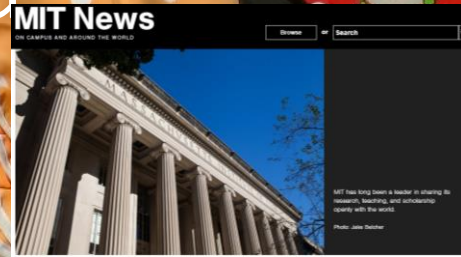 MIT News
ON CAMPUS AND AROUND THE WORLD
Browse or Search
MASSACHVSETTS
MIT has long been a leader in sharing its
research, teaching, and scholarship
openly with the world.
Photo: Jake Belcher